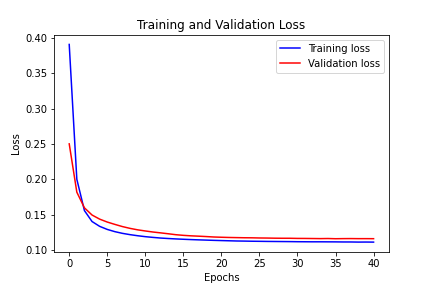 Training and Validation Loss
Training loss
Validation loss
0.40
0.35
0.30
0.25
0.20
0.15
0.10
Loss
0 5 10 15 20 25 30 35 40
Epochs